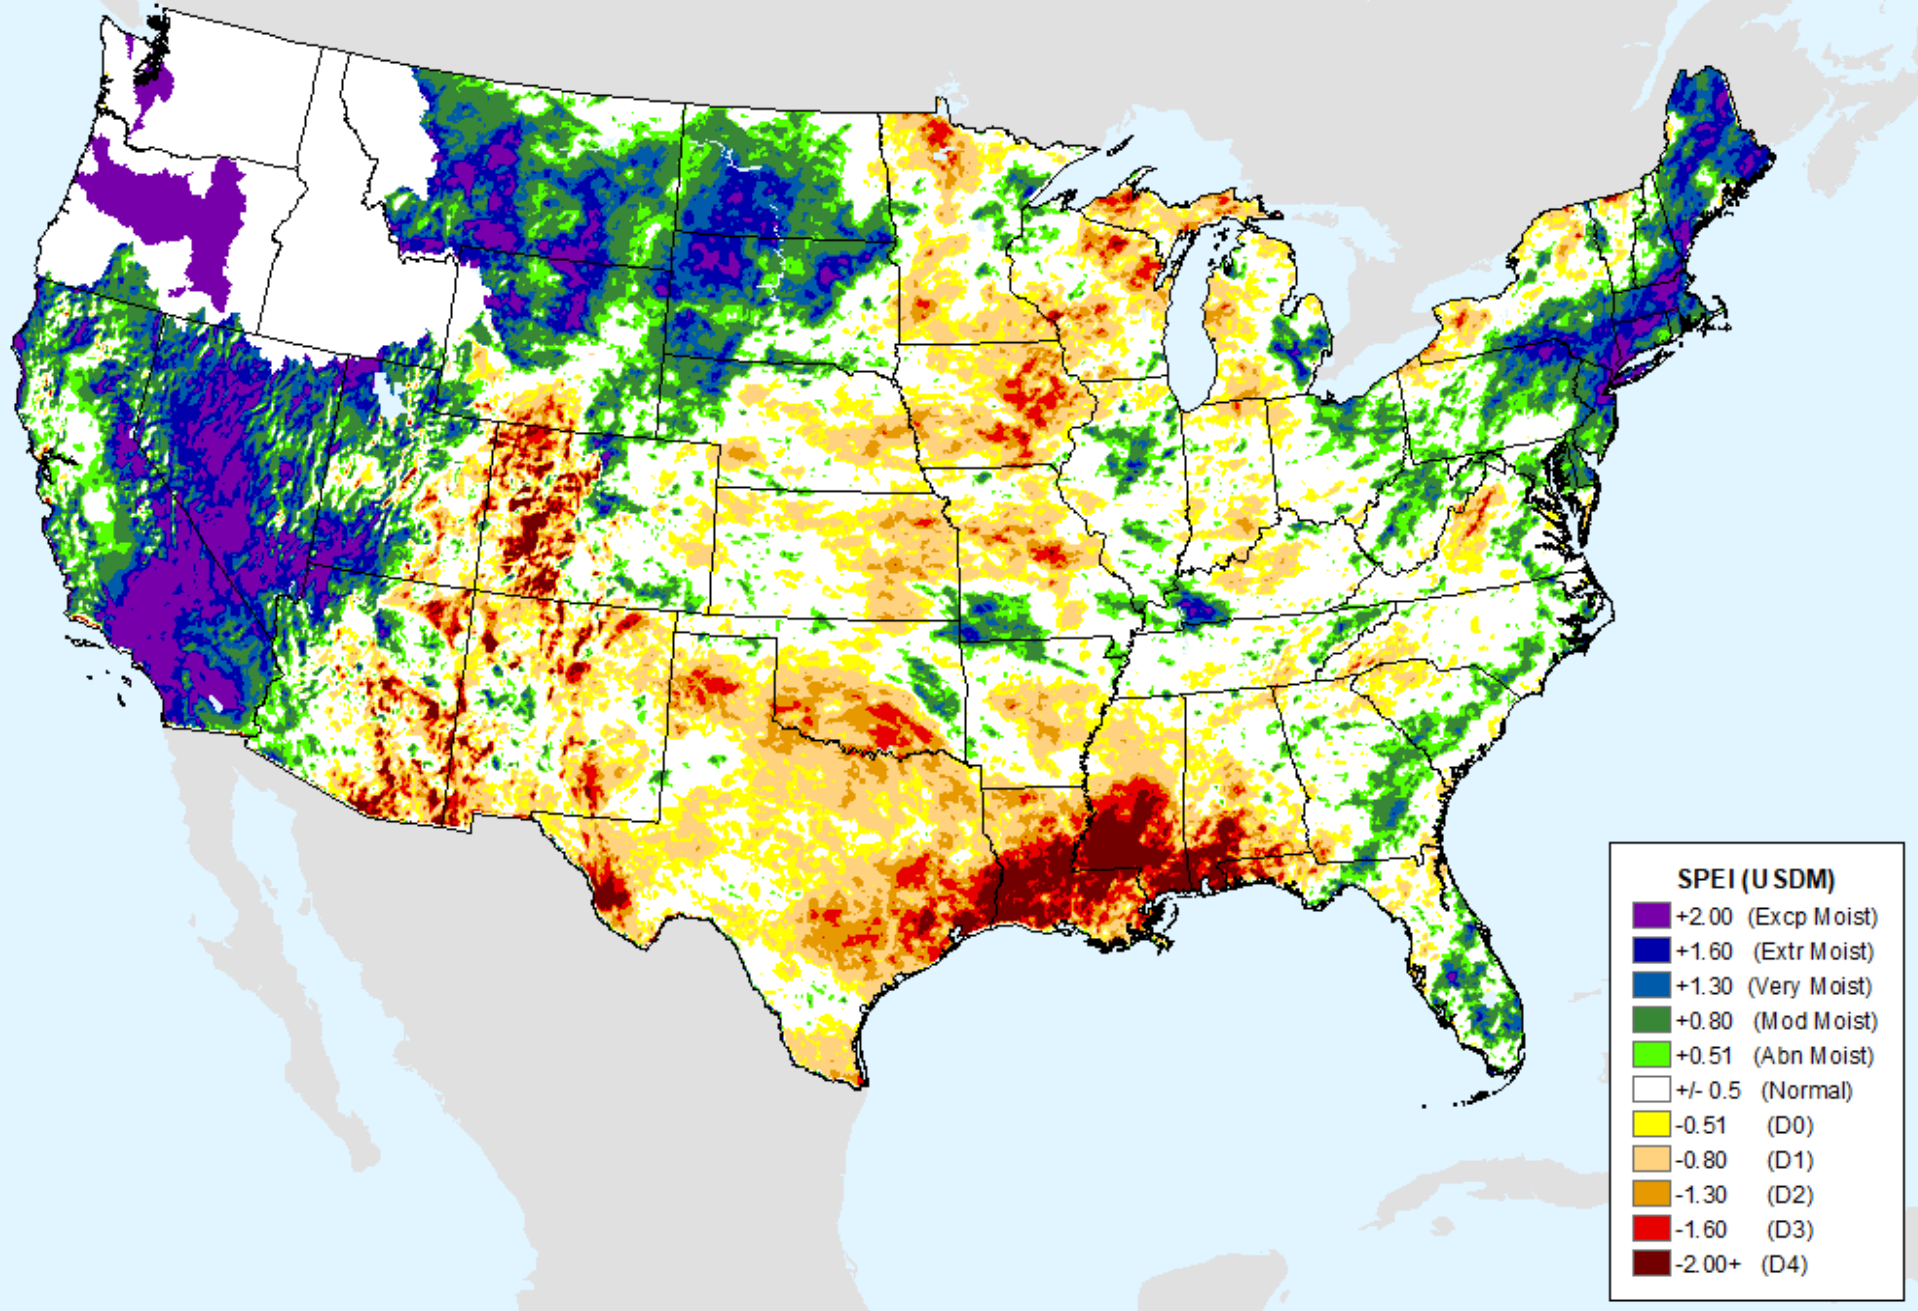 SPEI (USDM)
+2.00 (Excp Moist)
+1.60 (Extr Moist)
+1.30 (Very Moist)
+0.80 (Mod Moist)
+0.51 (Abn Moist)
+/- 0.5 (Normal)
-0.51 (D0)
-0.80 (D1)
-1.30 (D2)
-1.60 (D3)
-2.00+ (D4)